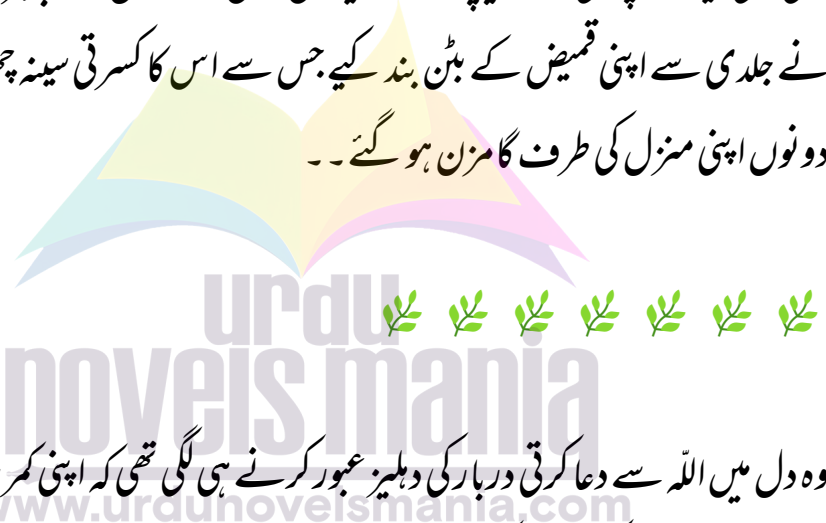 نے جلدی سے اپنی قمیض کے بٹن بند کیے جس سے اس کا کسرتی سینہ
دونوں اپنی منزل کی طرف گامزن ہو گئے۔۔
urdu
novels mania
وہ دل میں اللّہ سے دعا کرتی دربار کی دہلیز عبور کرنے ہی لگی تھی کہ اپنی کمر
www.urdunovelsmania.com